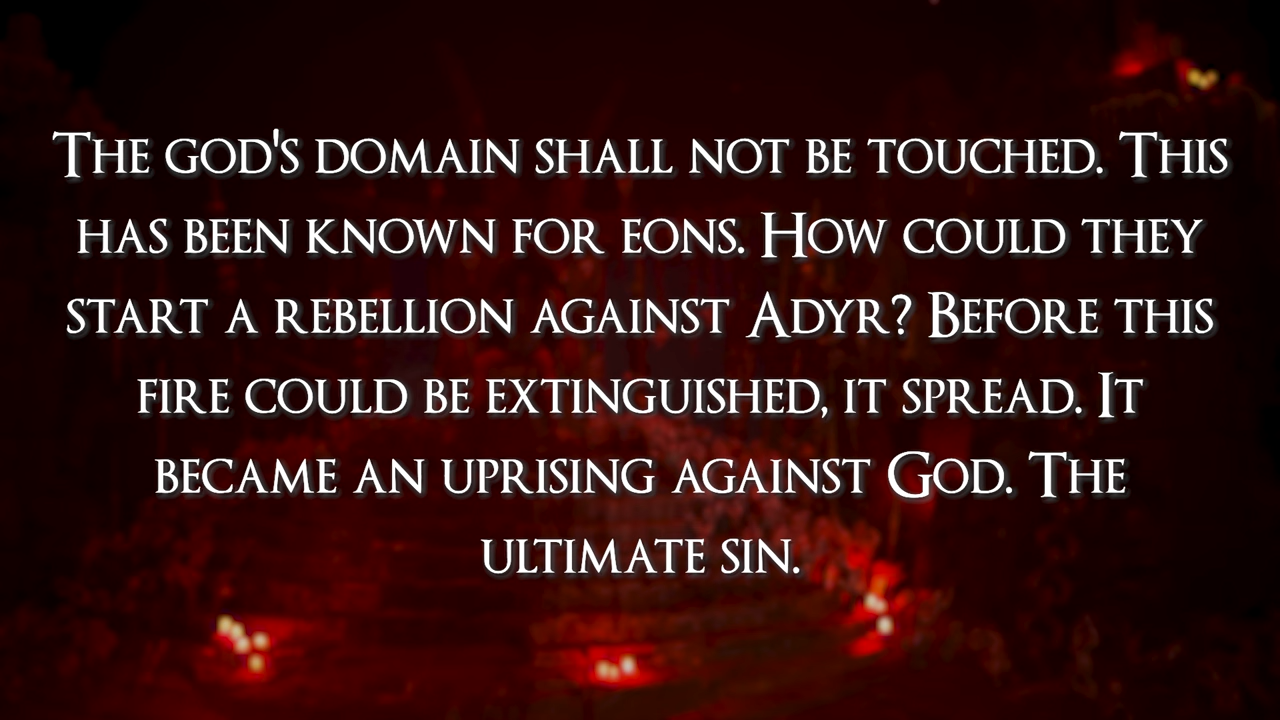 The god's domain shall not be touched. This
has been known for eons. How could they
start a rebellion against Adyr? Before this
fire could be extinguished, it spread. It
became an uprising against God. The
ultimate sin.